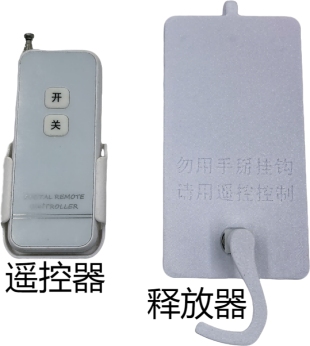 开
关
DIGITAL REMOTE
CONTROLLER
勿用手掰挂钩
请用遥控控制
遥控器
释放器